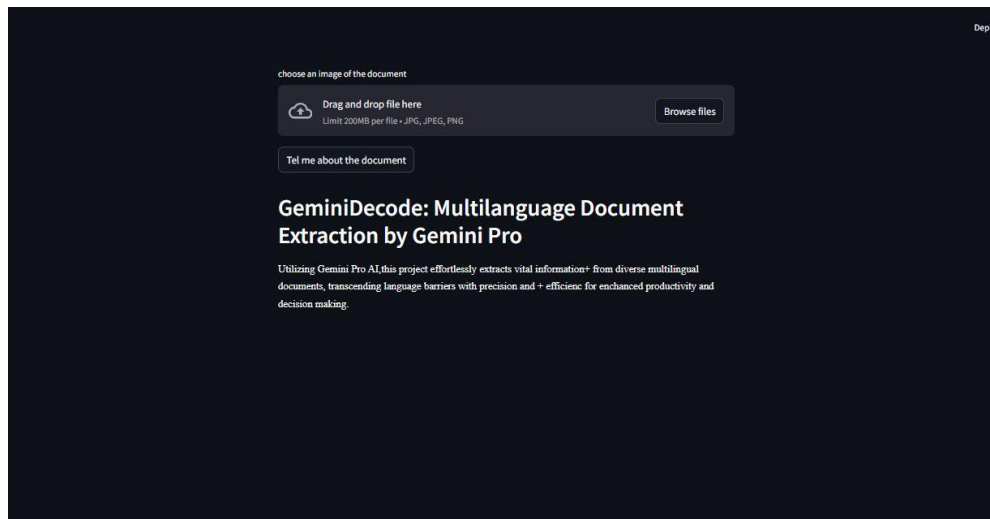 Dep
choose an image of the document
Drag and drop file here
Limit 200MB per file • JPG, JPEG, PNG
Browse files
Tel me about the document
GeminiDecode: Multilanguage Document
Extraction by Gemini Pro
Utilizing Gemini Pro AI,this project effortlessly extracts vital information+ from diverse multilingual
documents, transcending language barriers with precision and + efficienc for enchanced productivity and
decision making.